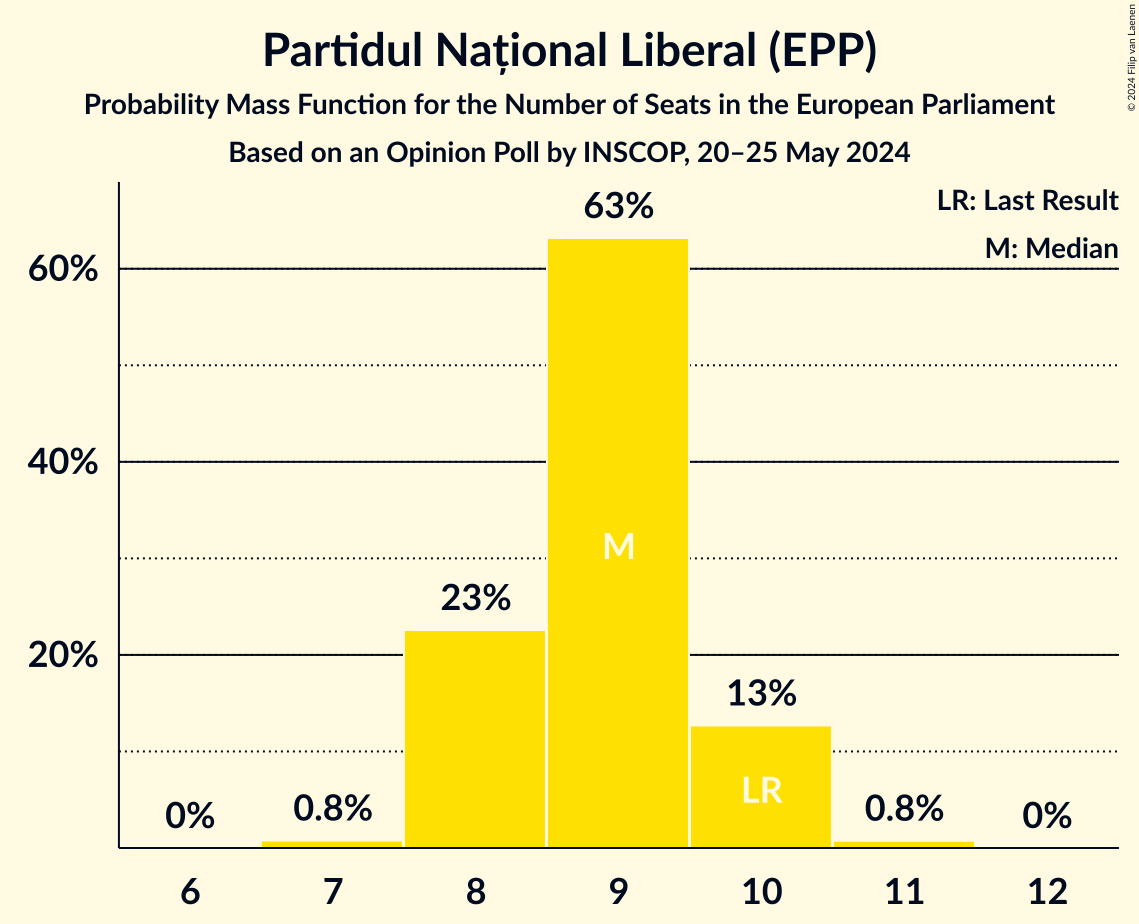 Partidul Național Liberal (EPP)
Probability Mass Function for the Number of Seats in the European Parliament
Based on an Opinion Poll by INSCOP, 20–25 May 2024
© 2024 Filip van Laenen
LR: Last Result
M: Median
60%
40%
20%
0%
0.8%
23%
63%
13%
0.8%
0%
M
LR
6
7
8
9
10
11
12